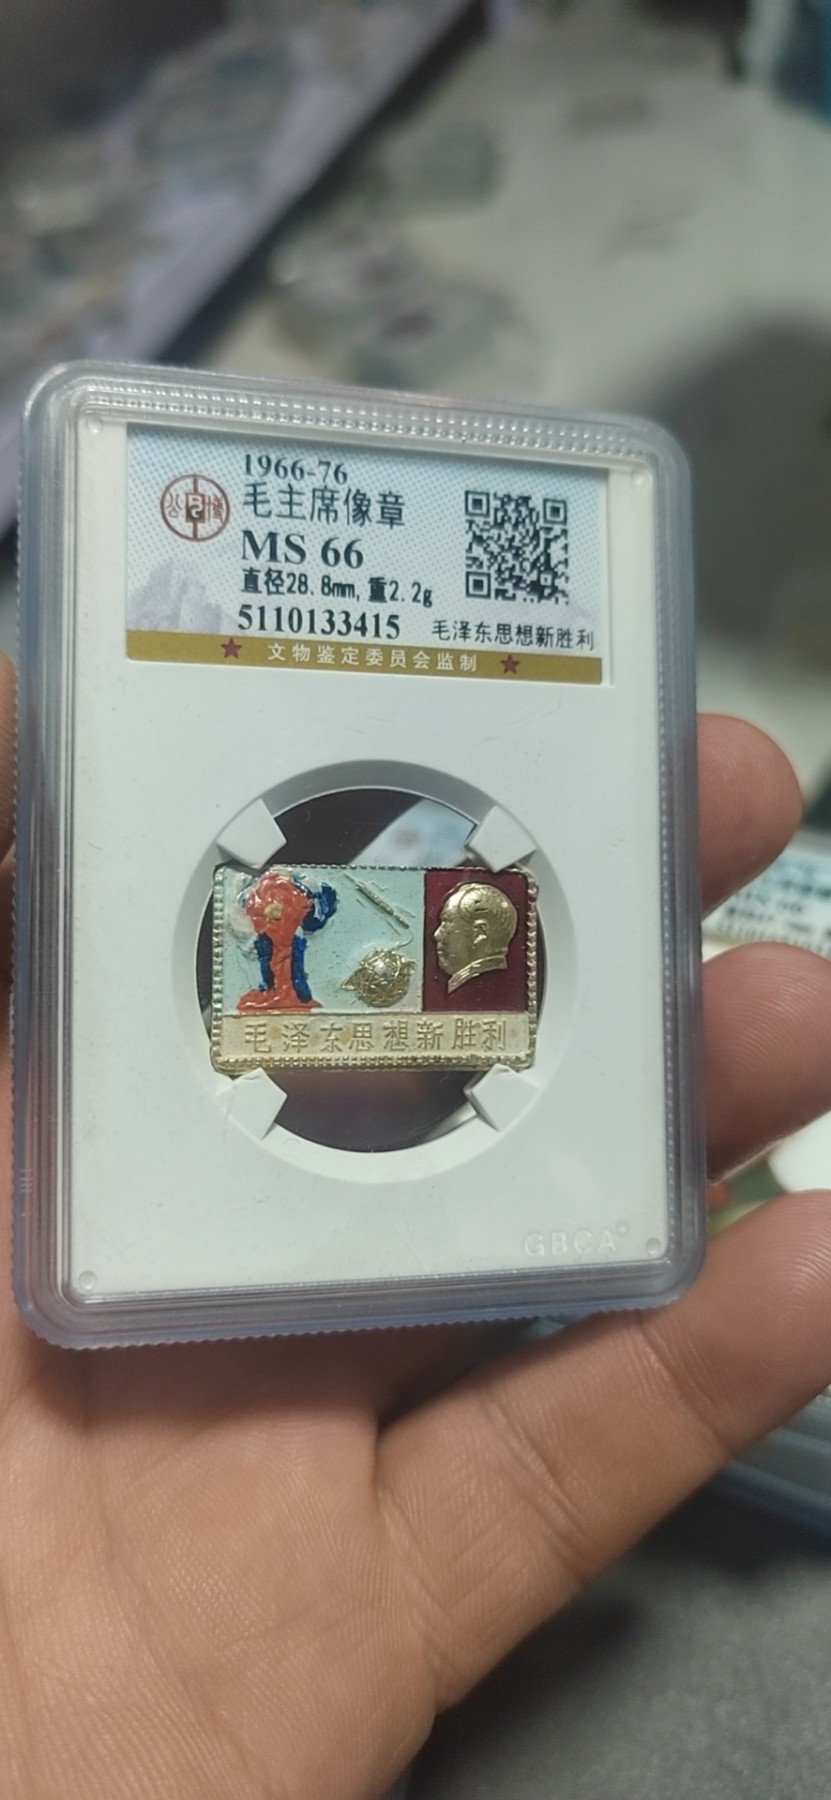 1966-76
毛主席像章
MS 66
直径28.8mm,重2.2g
5110133415
毛泽东思想新胜利
公博
★ 文物鉴定委员会监制 ★
毛泽东思想新胜利
GBCA